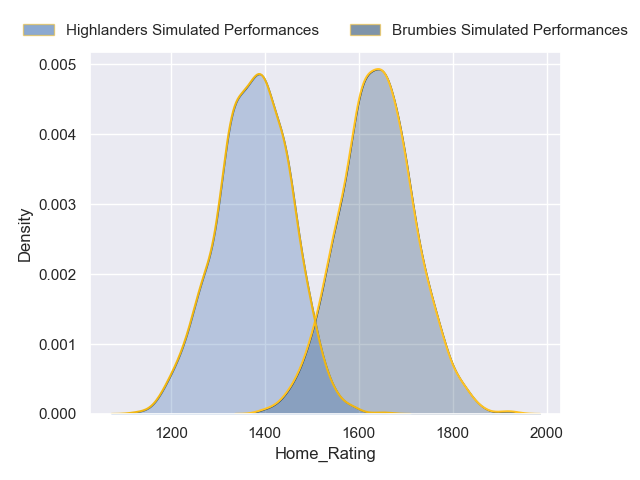 Highlanders Simulated Performances Brumbies Simulated Performances
0.005
0.004
0.003
0.002
0.001
0.000
Density
1200 1400 1600 1800 2000
Home_Rating